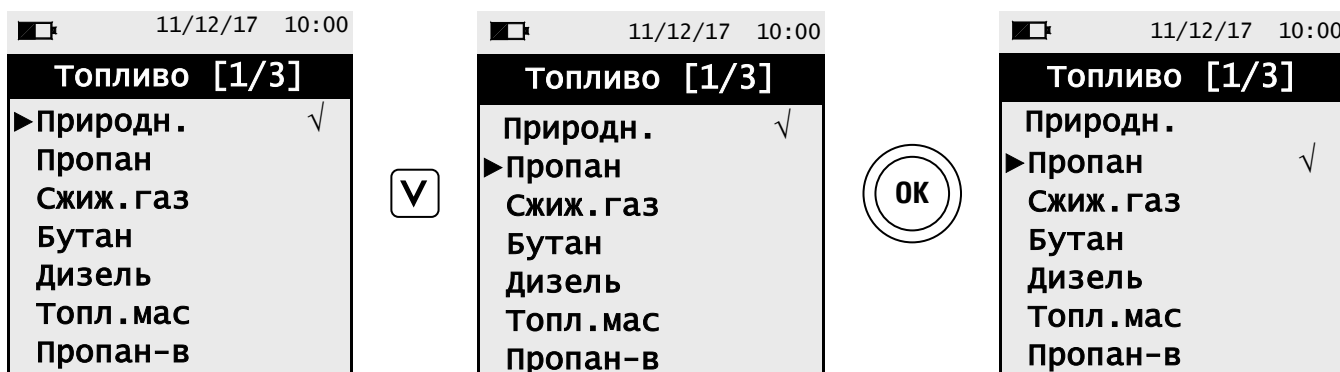 11/12/17 10:00
Топливо [1/3]
►Природн. √
Пропан
Сжиж.газ
Бутан
Дизель
Топл.мас
Пропан-в
V
11/12/17 10:00
Топливо [1/3]
Природн. √
►Пропан
Сжиж.газ
Бутан
Дизель
Топл.мас
Пропан-в
OK
11/12/17 10:00
Топливо [1/3]
Природн.
►Пропан √
Сжиж.газ
Бутан
Дизель
Топл.мас
Пропан-в